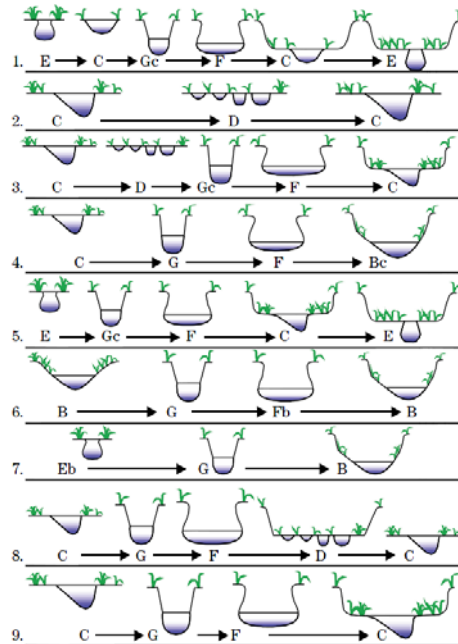 1. E C Gc F C E
2. C D C
3. C D Gc F C
4. C G F Bc
5. E Gc F C E
6. B G Fb B
7. Eb G B
8. C G F D C
9. C G F C